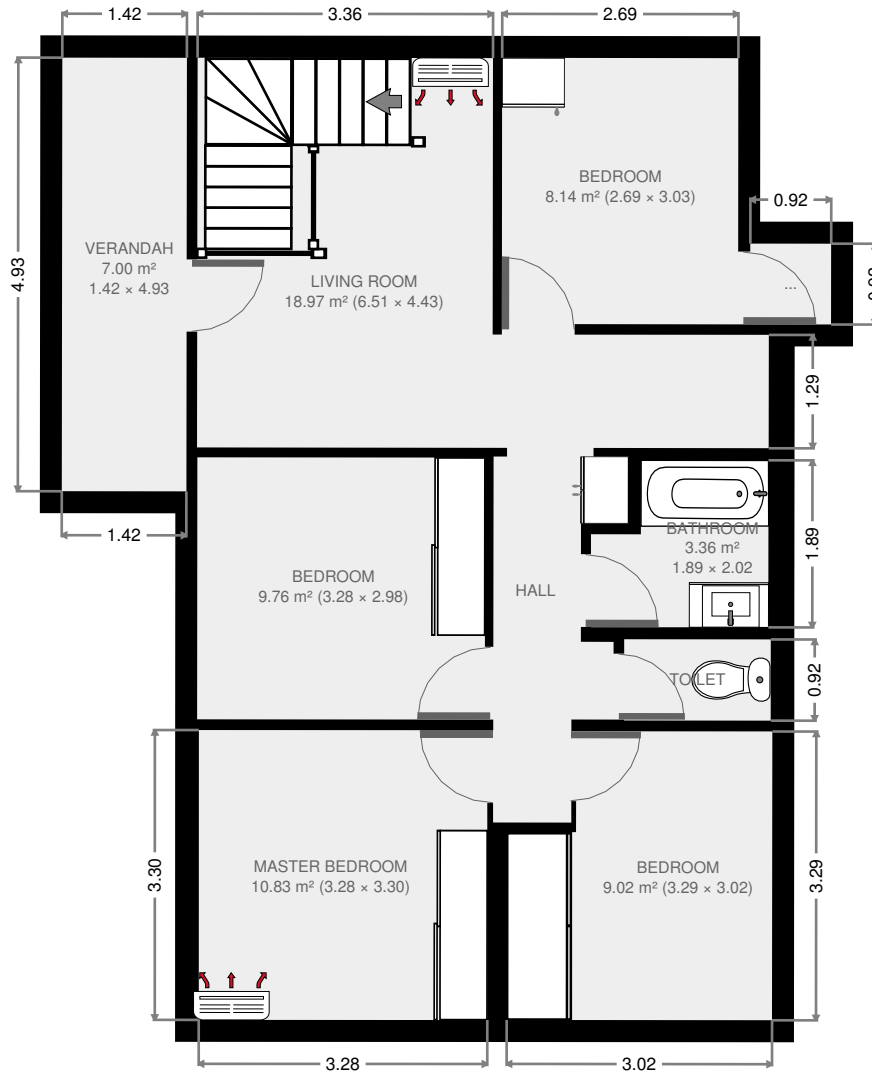 1.42
3.36
2.69
BEDROOM
8.14 m² (2.69 × 3.03)
0.92
VERANDAH
7.00 m²
1.42 × 4.93
4.93
LIVING ROOM
18.97 m² (6.51 × 4.43)
...
1.29
1.42
BATHROOM
3.36 m²
1.89 × 2.02
1.89
BEDROOM
9.76 m² (3.28 × 2.98)
HALL
TOILET
0.92
3.30
MASTER BEDROOM
10.83 m² (3.28 × 3.30)
BEDROOM
9.02 m² (3.29 × 3.02)
3.29
3.28
3.02